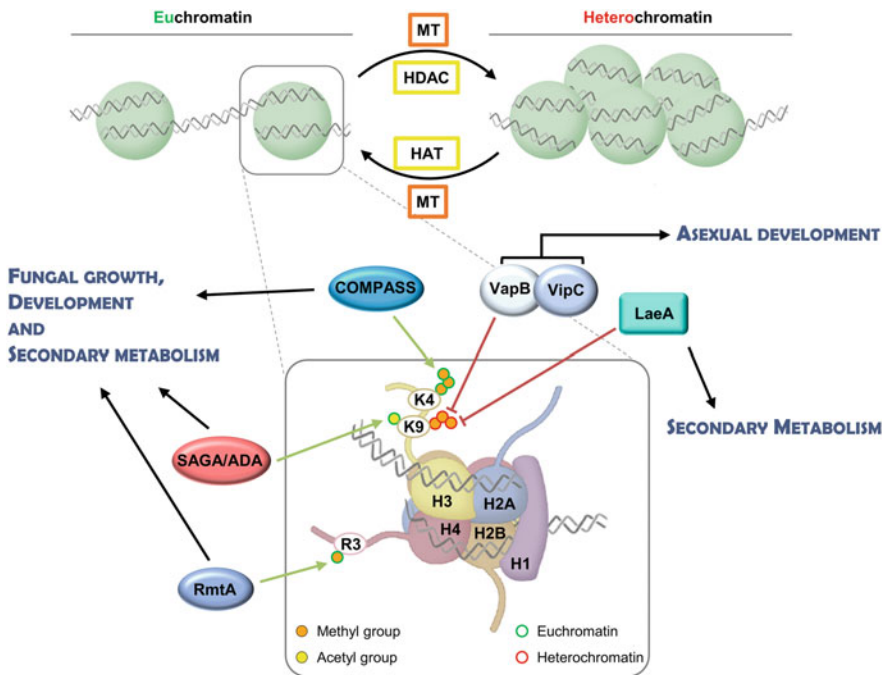 Euchromatin
Heterochromatin
MT
HDAC
HAT
MT
ASEXUAL DEVELOPMENT
FUNGAL GROWTH,
DEVELOPMENT
AND
SECONDARY METABOLISM
COMPASS
VapB
VipC
LaeA
SECONDARY METABOLISM
K4
K9
SAGA/ADA
H3
H2A
H4
H2B
R3
H1
RmtA
Methyl group
Acetyl group
Euchromatin
Heterochromatin